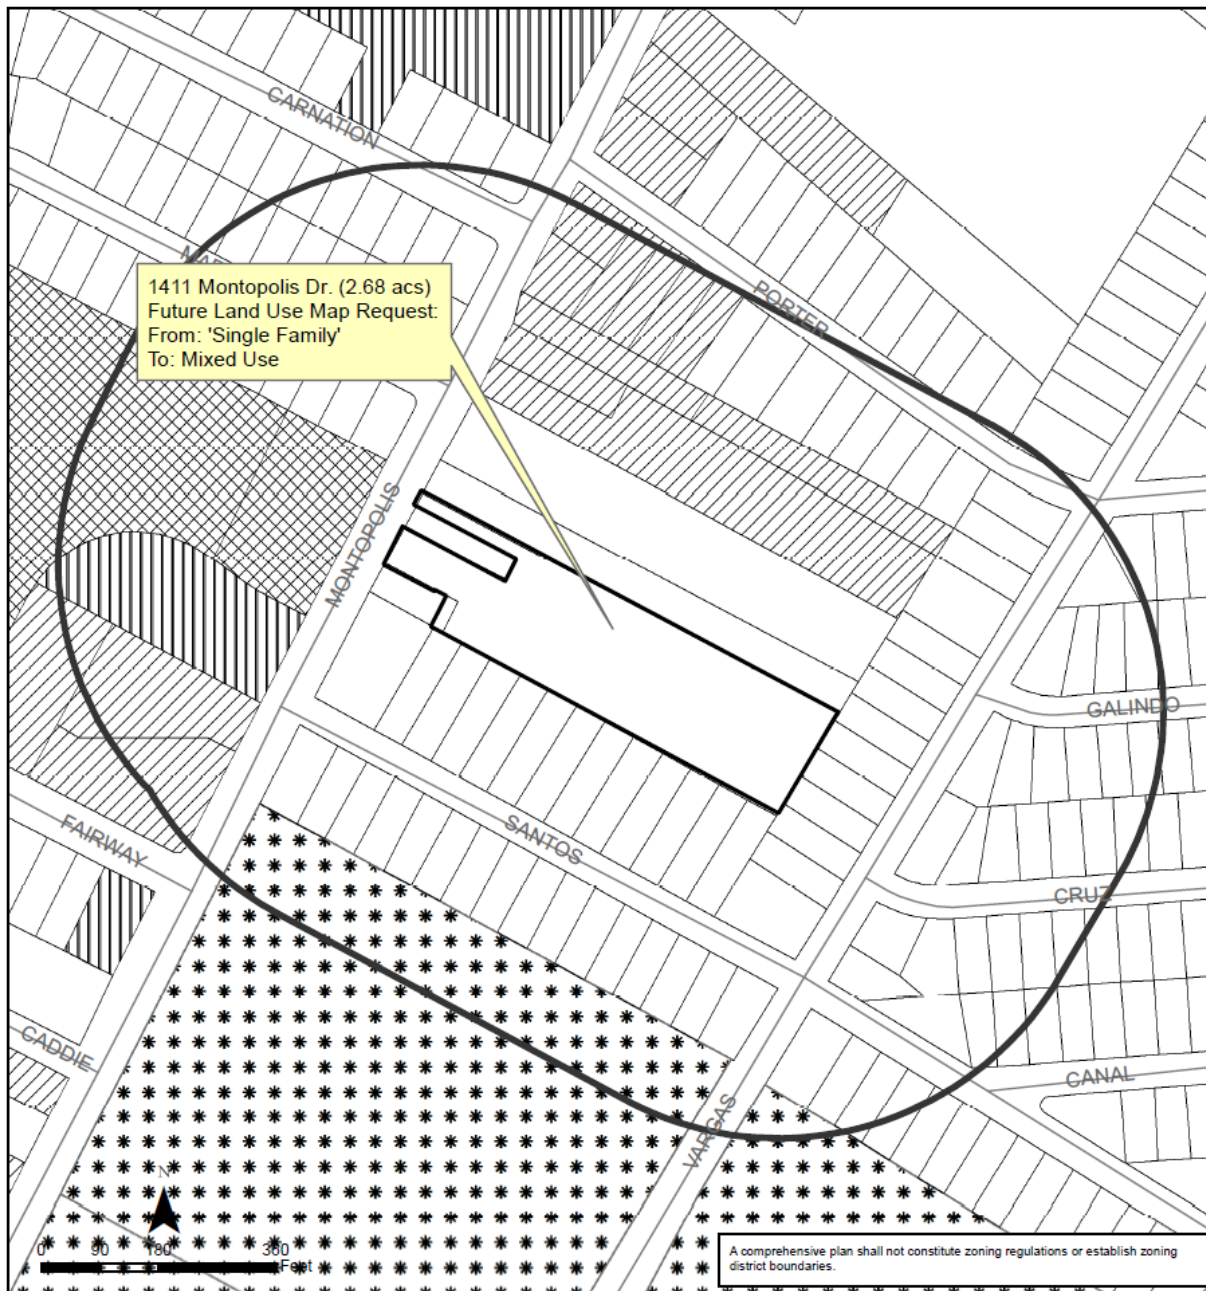 CARNATION
1411 Montopolis Dr. (2.68 acs)
Future Land Use Map Request:
From: 'Single Family'
To: Mixed Use
PORTER
MONTOPOLIS
GALINDO
SANTOS
FAIRWAY
CRUZ
CADDIE
CANAL
VARGAS
N
0 90 180 360
Feet
A comprehensive plan shall not constitute zoning regulations or establish zoning
district boundaries.